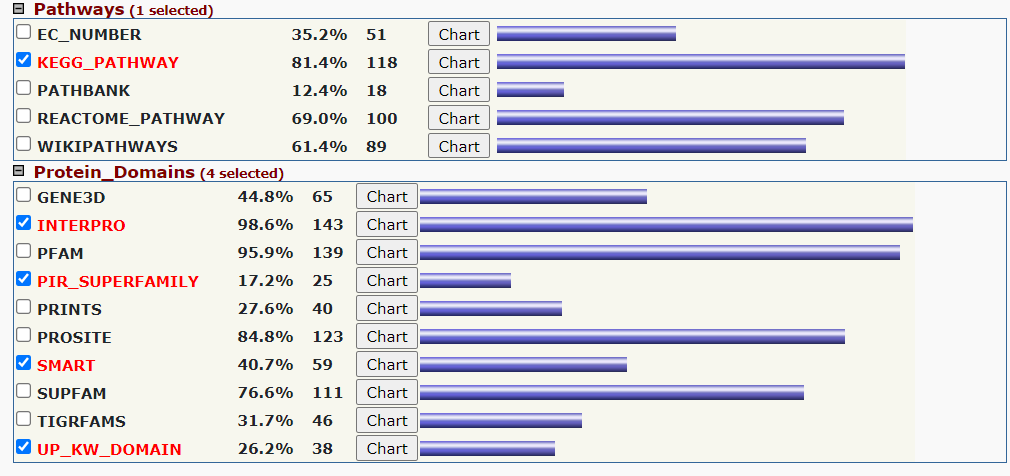 Pathways (1 selected)
EC_NUMBER 35.2% 51 Chart
KEGG_PATHWAY 81.4% 118 Chart
PATHBANK 12.4% 18 Chart
REACTOME_PATHWAY 69.0% 100 Chart
WIKIPATHWAYS 61.4% 89 Chart
Protein_Domains (4 selected)
GENE3D 44.8% 65 Chart
INTERPRO 98.6% 143 Chart
PFAM 95.9% 139 Chart
PIR_SUPERFAMILY 17.2% 25 Chart
PRINTS 27.6% 40 Chart
PROSITE 84.8% 123 Chart
SMART 40.7% 59 Chart
SUPFAM 76.6% 111 Chart
TIGRFAMS 31.7% 46 Chart
UP_KW_DOMAIN 26.2% 38 Chart